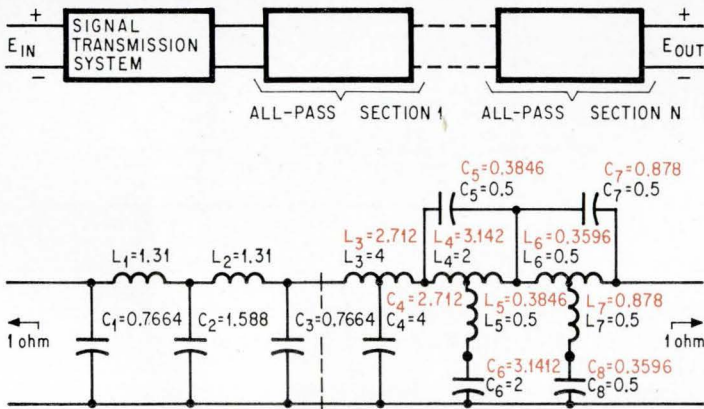 +
E IN
−
SIGNAL
TRANSMISSION
SYSTEM
+
E OUT
−
ALL-PASS SECTION 1
ALL-PASS SECTION N
C5=0.3846
C5=0.5
C7=0.878
C7=0.5
L1=1.31
L2=1.31
L3=2.712
L3=4
L4=3.142
L4=2
L6=0.3596
L6=0.5
C1=0.7664
C2=1.588
C3=0.7664
C4=2.712
C4=4
L5=0.3846
L5=0.5
L7=0.878
L7=0.5
1 ohm
1 ohm
C6=3.1412
C6=2
C8=0.3596
C8=0.5